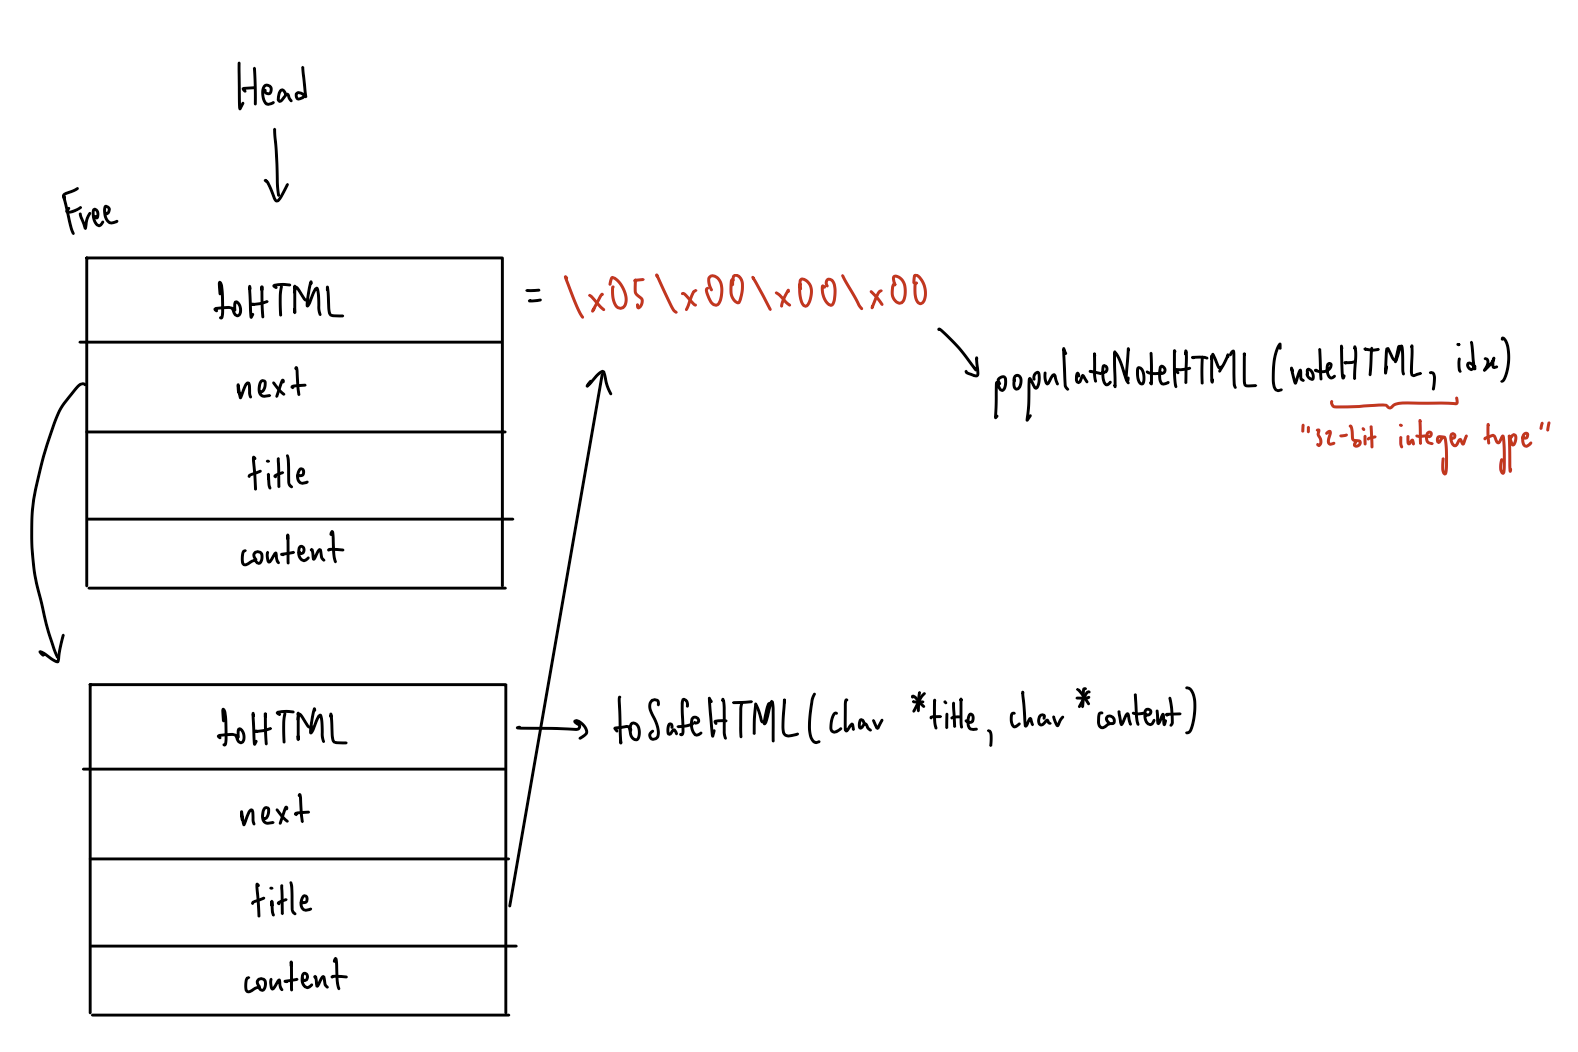 Head
Free
toHTML
= \x05\x00\x00\x00
next
populateNoteHTML(noteHTML, idx)
"32-bit integer type"
title
content
toHTML
toSafeHTML(char *title, char *content)
next
title
content